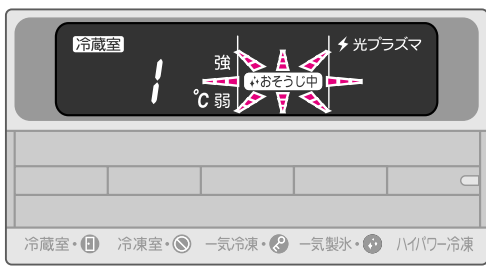 冷蔵室 1 ℃ 強 弱 おそうじ中 光プラズマ
冷蔵室・ 冷凍室・ 一気冷凍・ 一気製氷・ ハイパワー冷凍